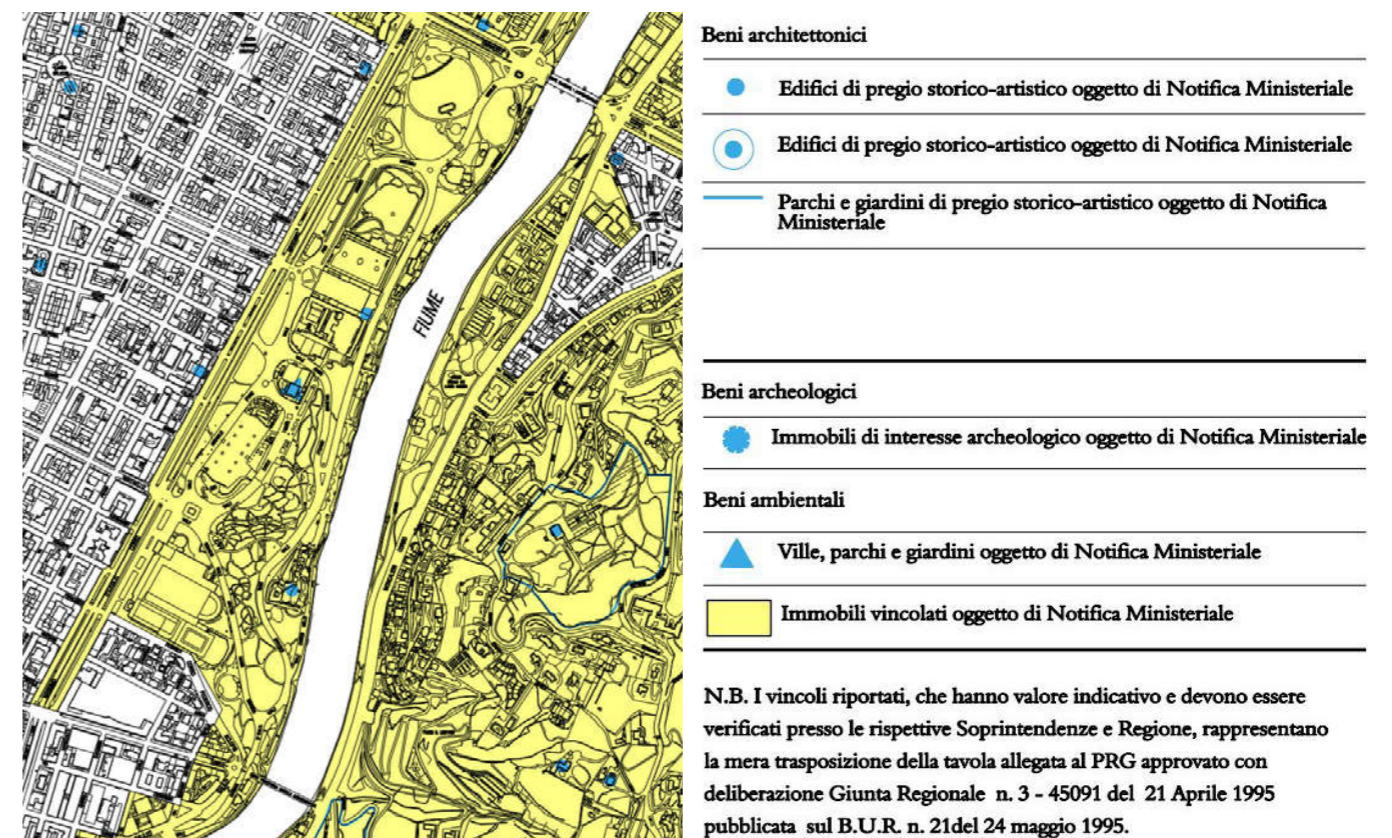 FIUME
Beni architettonici
Edifici di pregio storico-artistico oggetto di Notifica Ministeriale
Edifici di pregio storico-artistico oggetto di Notifica Ministeriale
Parchi e giardini di pregio storico-artistico oggetto di Notifica
Ministeriale
Beni archeologici
Immobili di interesse archeologico oggetto di Notifica Ministeriale
Beni ambientali
Ville, parchi e giardini oggetto di Notifica Ministeriale
Immobili vincolati oggetto di Notifica Ministeriale
N.B. I vincoli riportati, che hanno valore indicativo e devono essere
verificati presso le rispettive Soprintendenze e Regione, rappresentano
la mera trasposizione della tavola allegata al PRG approvato con
deliberazione Giunta Regionale n. 3 - 45091 del 21 Aprile 1995
pubblicata sul B.U.R. n. 21del 24 maggio 1995.